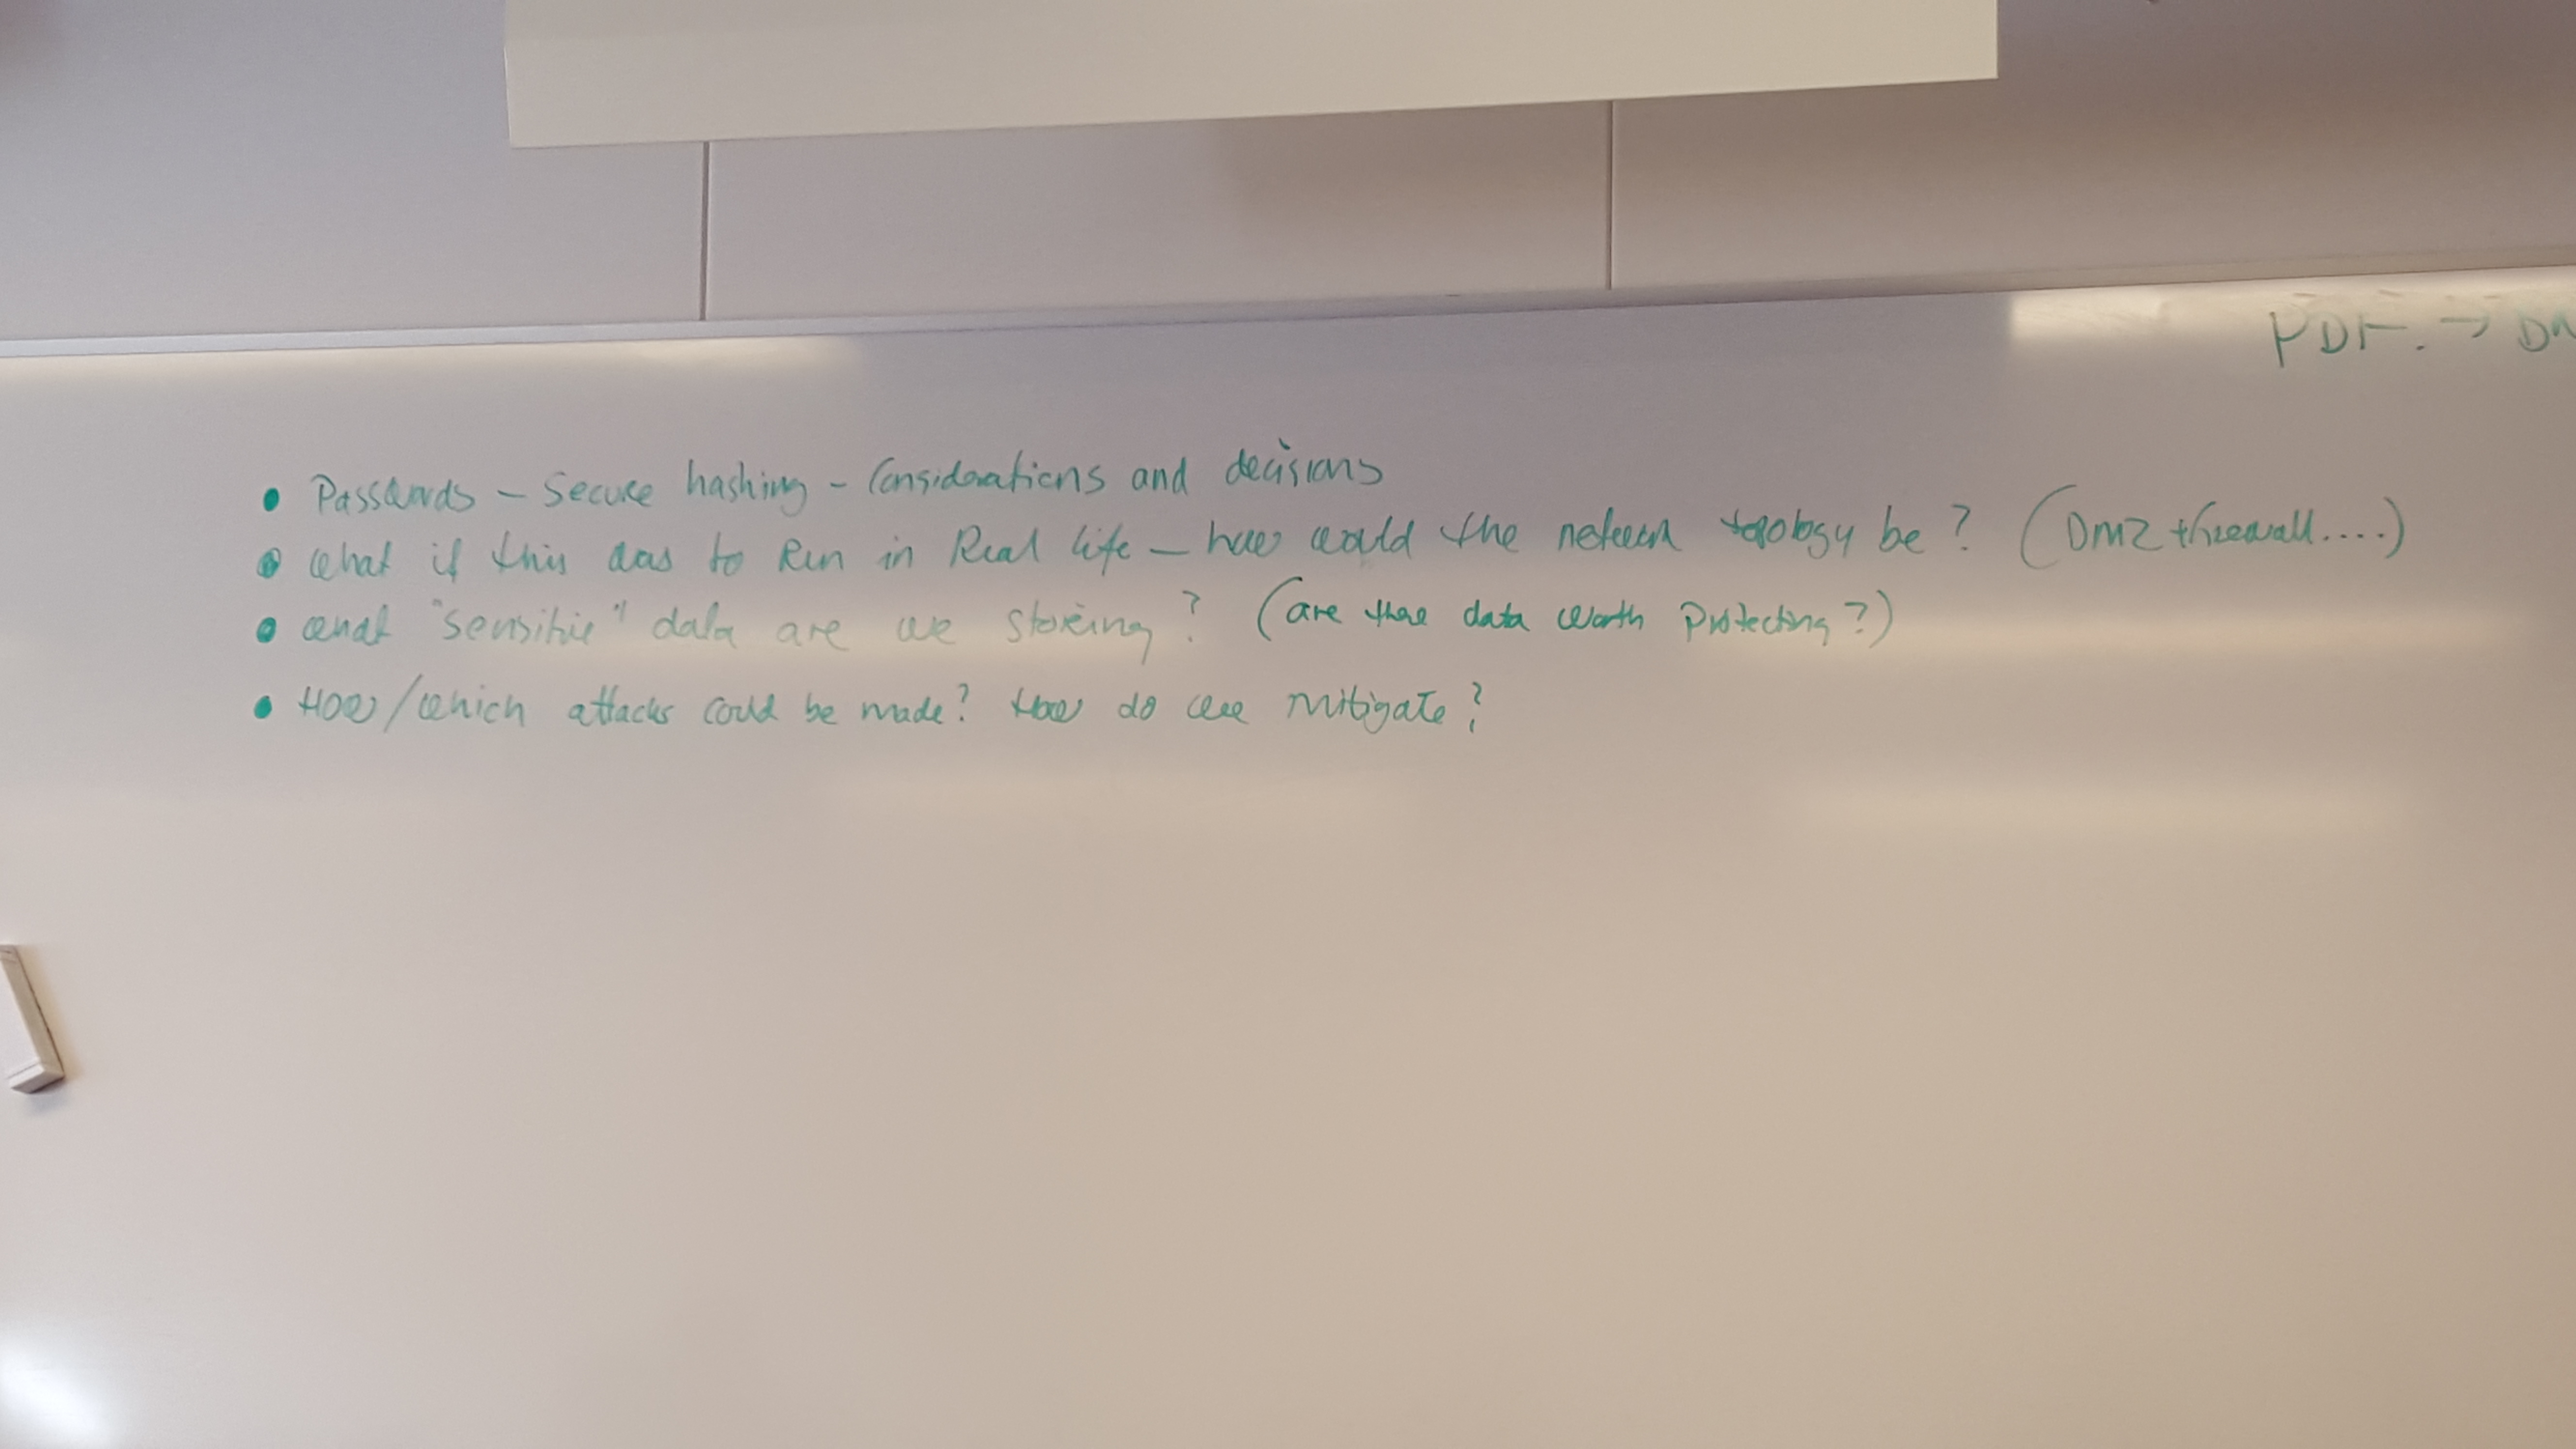 PDF. →
• Passwords - Secure hashing - Considerations and decisions
• What if this was to Run in Real life - how would the network topology be? (DMZ + firewall....)
• what "sensitive" data are we storing? (are there data worth protecting?)
• How/which attacks could be made? How do we mitigate?